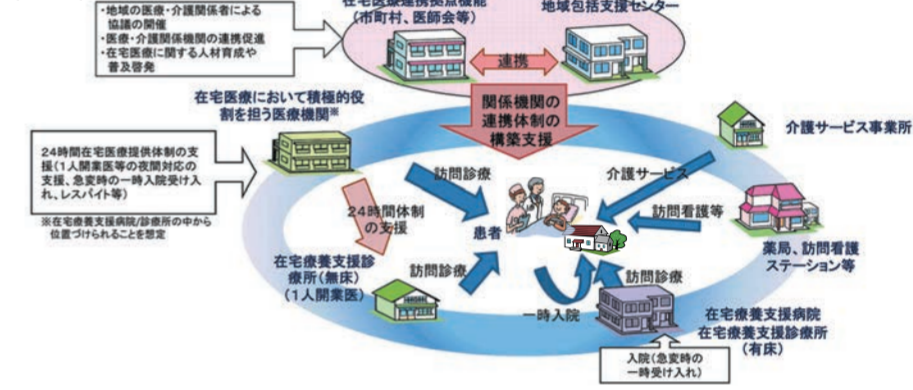 ・地域の医療・介護関係者による
協議の開催
・医療・介護関係機関の連携促進
・在宅医療に関する人材育成や
普及啓発
在宅医療連携拠点機能
(市町村、医師会等)
地域包括支援センター
連携
関係機関の
連携体制の
構築支援
在宅医療において積極的役
割を担う医療機関※
24時間在宅医療提供体制の支
援(1人開業医等の夜間対応の
支援、急変時の一時入院受け入
れ、レスパイト等)
※在宅療養支援病院/診療所の中から
位置づけられることを想定
介護サービス事業所
訪問診療
介護サービス
24時間体制
の支援
患者
訪問看護等
薬局、訪問看護
ステーション等
在宅療養支援診
療所(無床)
(1人開業医)
訪問診療
訪問診療
一時入院
在宅療養支援病院
在宅療養支援診療所
(有床)
入院(急変時の
一時受け入れ)